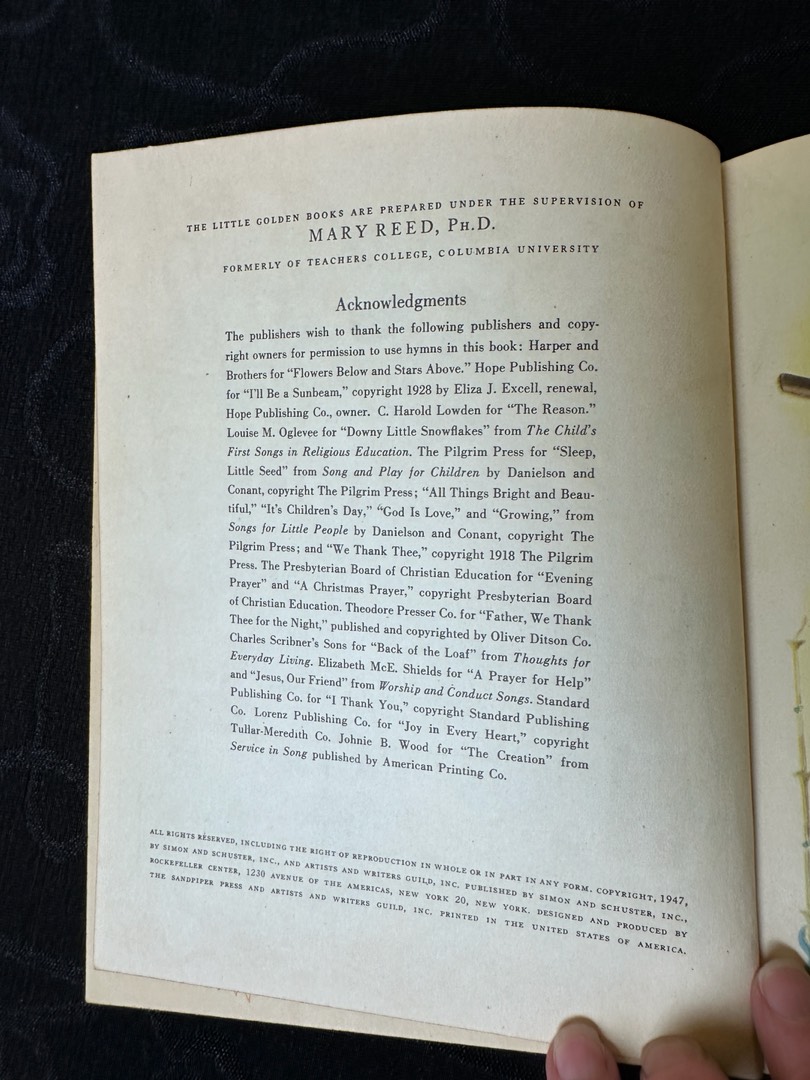 THE LITTLE GOLDEN BOOKS ARE PREPARED UNDER THE SUPERVISION OF
MARY REED, PH.D.
FORMERLY OF TEACHERS COLLEGE, COLUMBIA UNIVERSITY
Acknowledgments
The publishers wish to thank the following publishers and copy-
right owners for permission to use hymns in this book: Harper and
Brothers for “Flowers Below and Stars Above.” Hope Publishing Co.
for “I’ll Be a Sunbeam,” copyright 1928 by Eliza J. Excell, renewal,
Hope Publishing Co., owner. C. Harold Lowden for “The Reason.”
Louise M. Oglevee for “Downy Little Snowflakes” from The Child’s
First Songs in Religious Education. The Pilgrim Press for “Sleep,
Little Seed” from Song and Play for Children by Danielson and
Conant, copyright The Pilgrim Press; “All Things Bright and Beau-
tiful,” “It’s Children’s Day,” “God Is Love,” and “Growing,” from
Songs for Little People by Danielson and Conant, copyright The
Pilgrim Press; and “We Thank Thee,” copyright 1918 The Pilgrim
Press. The Presbyterian Board of Christian Education for “Evening
Prayer” and “A Christmas Prayer,” copyright Presbyterian Board
of Christian Education. Theodore Presser Co. for “Father, We Thank
Thee for the Night,” published and copyrighted by Oliver Ditson Co.
Charles Scribner’s Sons for “Back of the Loaf” from Thoughts for
Everyday Living. Elizabeth McE. Shields for “A Prayer for Help”
and “Jesus, Our Friend” from Worship and Conduct Songs. Standard
Publishing Co. for “I Thank You,” copyright Standard Publishing
Co. Lorenz Publishing Co. for “Joy in Every Heart,” copyright
Tullar-Meredith Co. Johnie B. Wood for “The Creation” from
Service in Song published by American Printing Co.
ALL RIGHTS RESERVED, INCLUDING THE RIGHT OF REPRODUCTION IN WHOLE OR IN PART IN ANY FORM. COPYRIGHT, 1947,
BY SIMON AND SCHUSTER, INC., AND ARTISTS AND WRITERS GUILD, INC. PUBLISHED BY SIMON AND SCHUSTER, INC.,
ROCKEFELLER CENTER, 1230 AVENUE OF THE AMERICAS, NEW YORK 20, NEW YORK. DESIGNED AND PRODUCED BY
THE SANDPIPER PRESS AND ARTISTS AND WRITERS GUILD, INC. PRINTED IN THE UNITED STATES OF AMERICA.